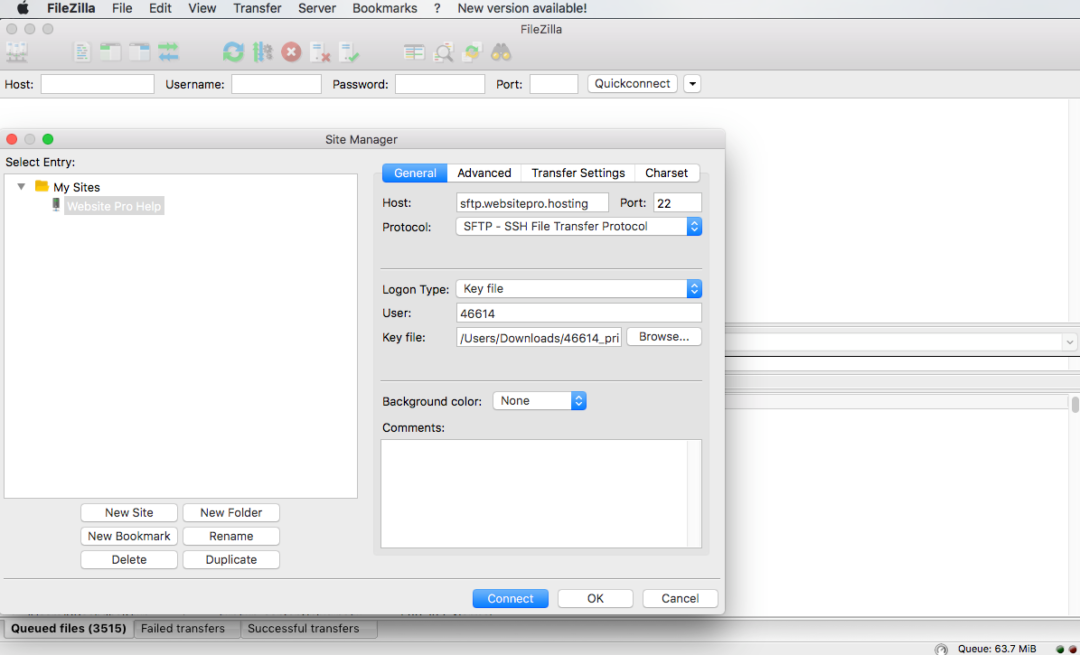 FileZilla File Edit View Transfer Server Bookmarks ? New version available!
FileZilla
Host: Username: Password: Port: Quickconnect
Site Manager
Select Entry:
My Sites
Website Pro Help
General Advanced Transfer Settings Charset
Host: sftp.websitepro.hosting Port: 22
Protocol: SFTP - SSH File Transfer Protocol
Logon Type: Key file
User: 46614
Key file: /Users/Downloads/46614_pri Browse...
Background color: None
Comments:
New Site New Folder
New Bookmark Rename
Delete Duplicate
Connect OK Cancel
Queued files (3515) Failed transfers Successful transfers
Queue: 63.7 MiB